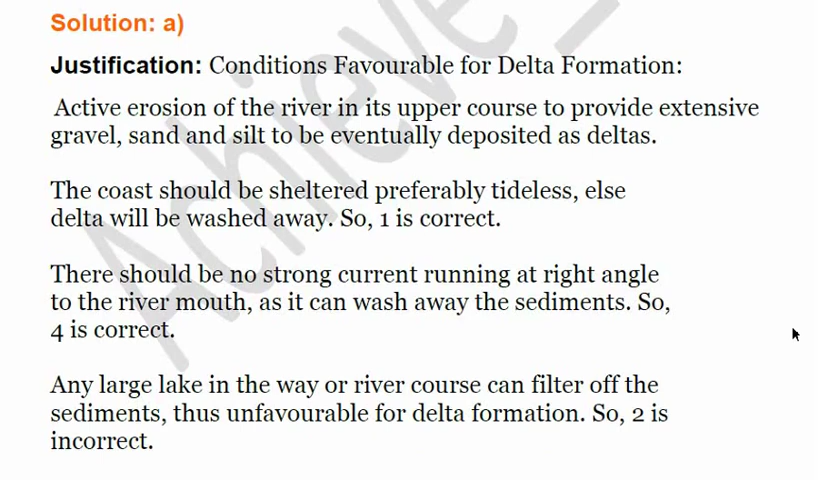 Solution: a)
Justification: Conditions Favourable for Delta Formation:
Active erosion of the river in its upper course to provide extensive
gravel, sand and silt to be eventually deposited as deltas.
The coast should be sheltered preferably tideless, else
delta will be washed away. So, 1 is correct.
There should be no strong current running at right angle
to the river mouth, as it can wash away the sediments. So,
4 is correct.
Any large lake in the way or river course can filter off the
sediments, thus unfavourable for delta formation. So, 2 is
incorrect.
Achieve_